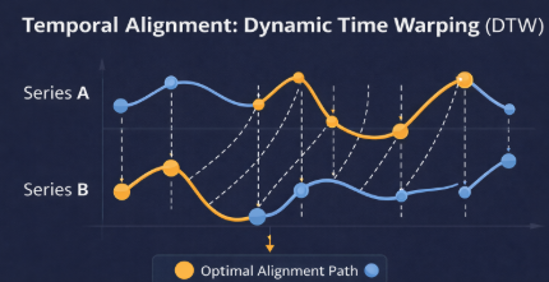 Temporal Alignment: Dynamic Time Warping (DTW)
Series A
Series B
Optimal Alignment Path